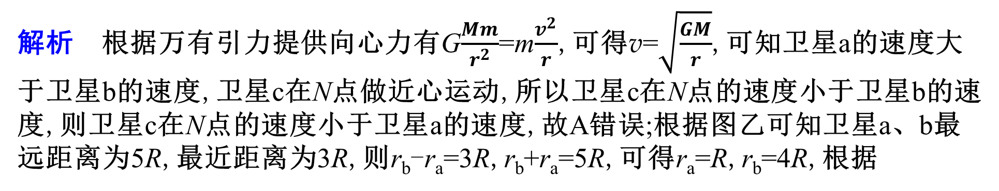 解析 根据万有引力提供向心力有G\frac{Mm}{r^2}=m\frac{v^2}{r}, 可得v=\sqrt{\frac{GM}{r}}, 可知卫星a的速度大
于卫星b的速度, 卫星c在N点做近心运动, 所以卫星c在N点的速度小于卫星b的速
度, 则卫星c在N点的速度小于卫星a的速度, 故A错误;根据图乙可知卫星a、b最
远距离为5R, 最近距离为3R, 则r_b−r_a=3R, r_b+r_a=5R, 可得r_a=R, r_b=4R, 根据